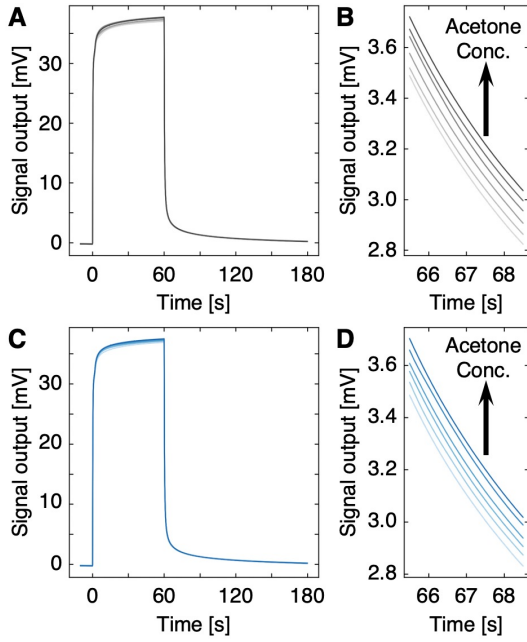 A
Signal output [mV]
30
20
10
0
0 60 120 180
Time [s]
B
Signal output [mV]
Acetone
Conc.
3.6
3.4
3.2
3.0
2.8
66 67 68
Time [s]
C
Signal output [mV]
30
20
10
0
0 60 120 180
Time [s]
D
Signal output [mV]
Acetone
Conc.
3.6
3.4
3.2
3.0
2.8
66 67 68
Time [s]